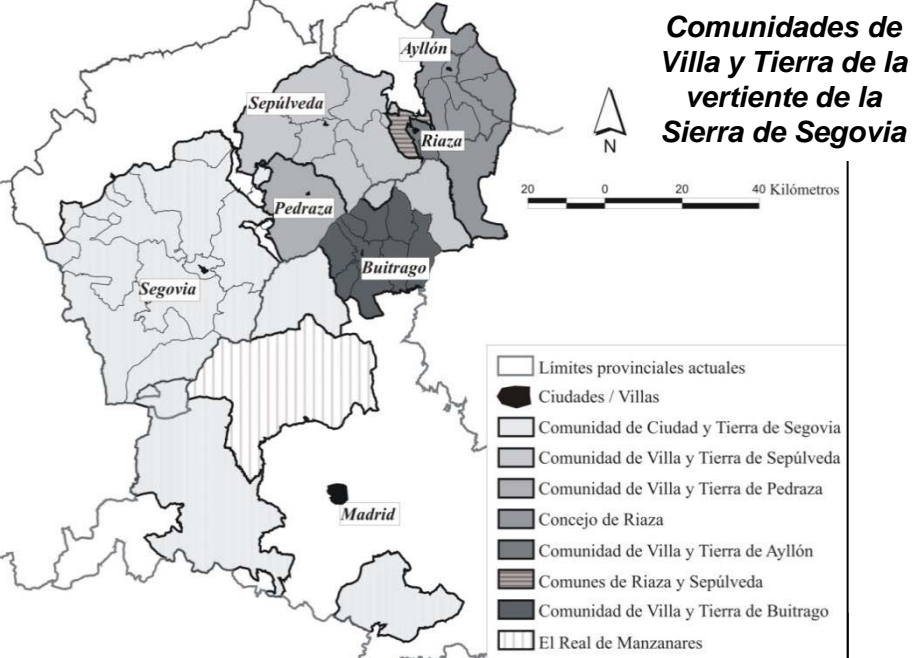 Comunidades de
Villa y Tierra de la
vertiente de la
Sierra de Segovia
Ayllón
Sepúlveda
Riaza
N
20 0 20 40 Kilómetros
Pedraza
Buitrago
Segovia
Madrid
Límites provinciales actuales
Ciudades / Villas
Comunidad de Ciudad y Tierra de Segovia
Comunidad de Villa y Tierra de Sepúlveda
Comunidad de Villa y Tierra de Pedraza
Concejo de Riaza
Comunidad de Villa y Tierra de Ayllón
Comunes de Riaza y Sepúlveda
Comunidad de Villa y Tierra de Buitrago
El Real de Manzanares